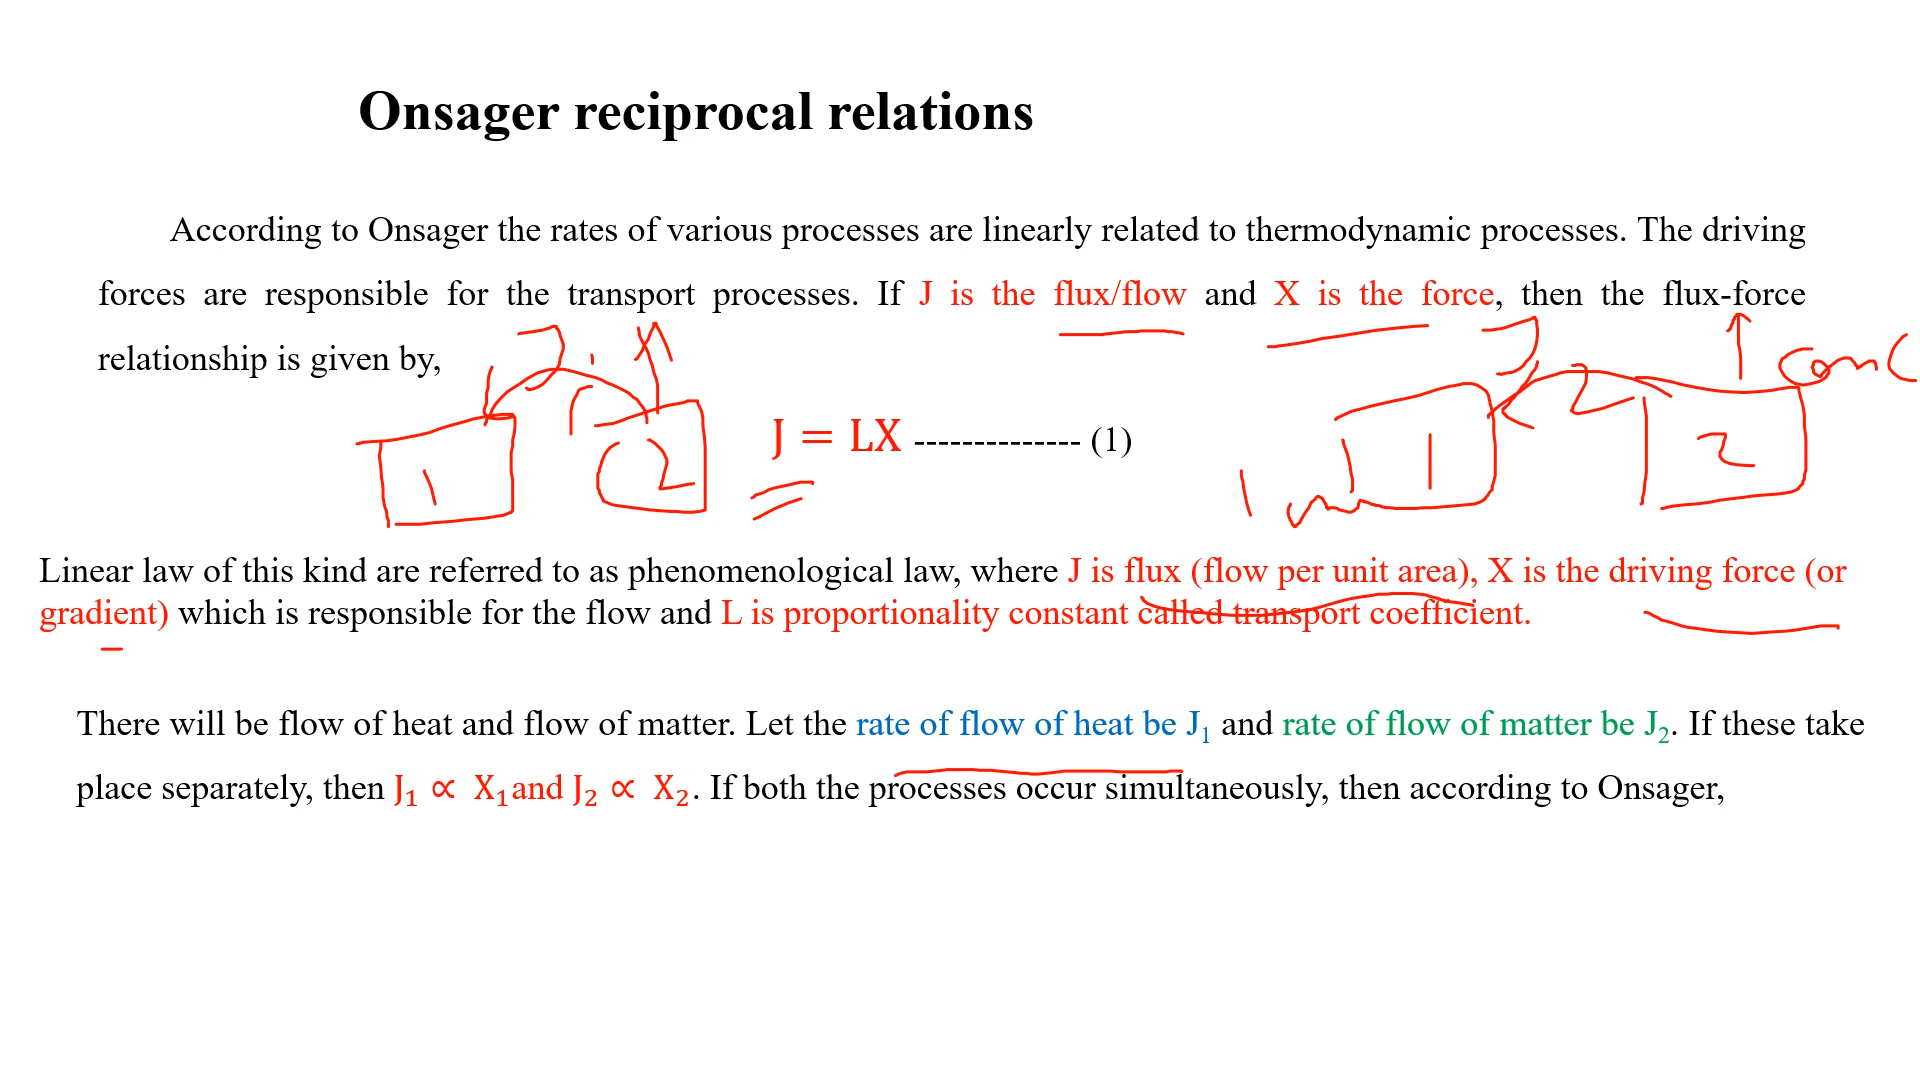 Onsager reciprocal relations
According to Onsager the rates of various processes are linearly related to thermodynamic processes. The driving
forces are responsible for the transport processes. If J is the flux/flow and X is the force, then the flux-force
relationship is given by,
J = LX -------------- (1)
1
2
1
2
Conc
Linear law of this kind are referred to as phenomenological law, where J is flux (flow per unit area), X is the driving force (or
gradient) which is responsible for the flow and L is proportionality constant called transport coefficient.
There will be flow of heat and flow of matter. Let the rate of flow of heat be J₁ and rate of flow of matter be J₂. If these take
place separately, then J₁ ∝ X₁and J₂ ∝ X₂. If both the processes occur simultaneously, then according to Onsager,